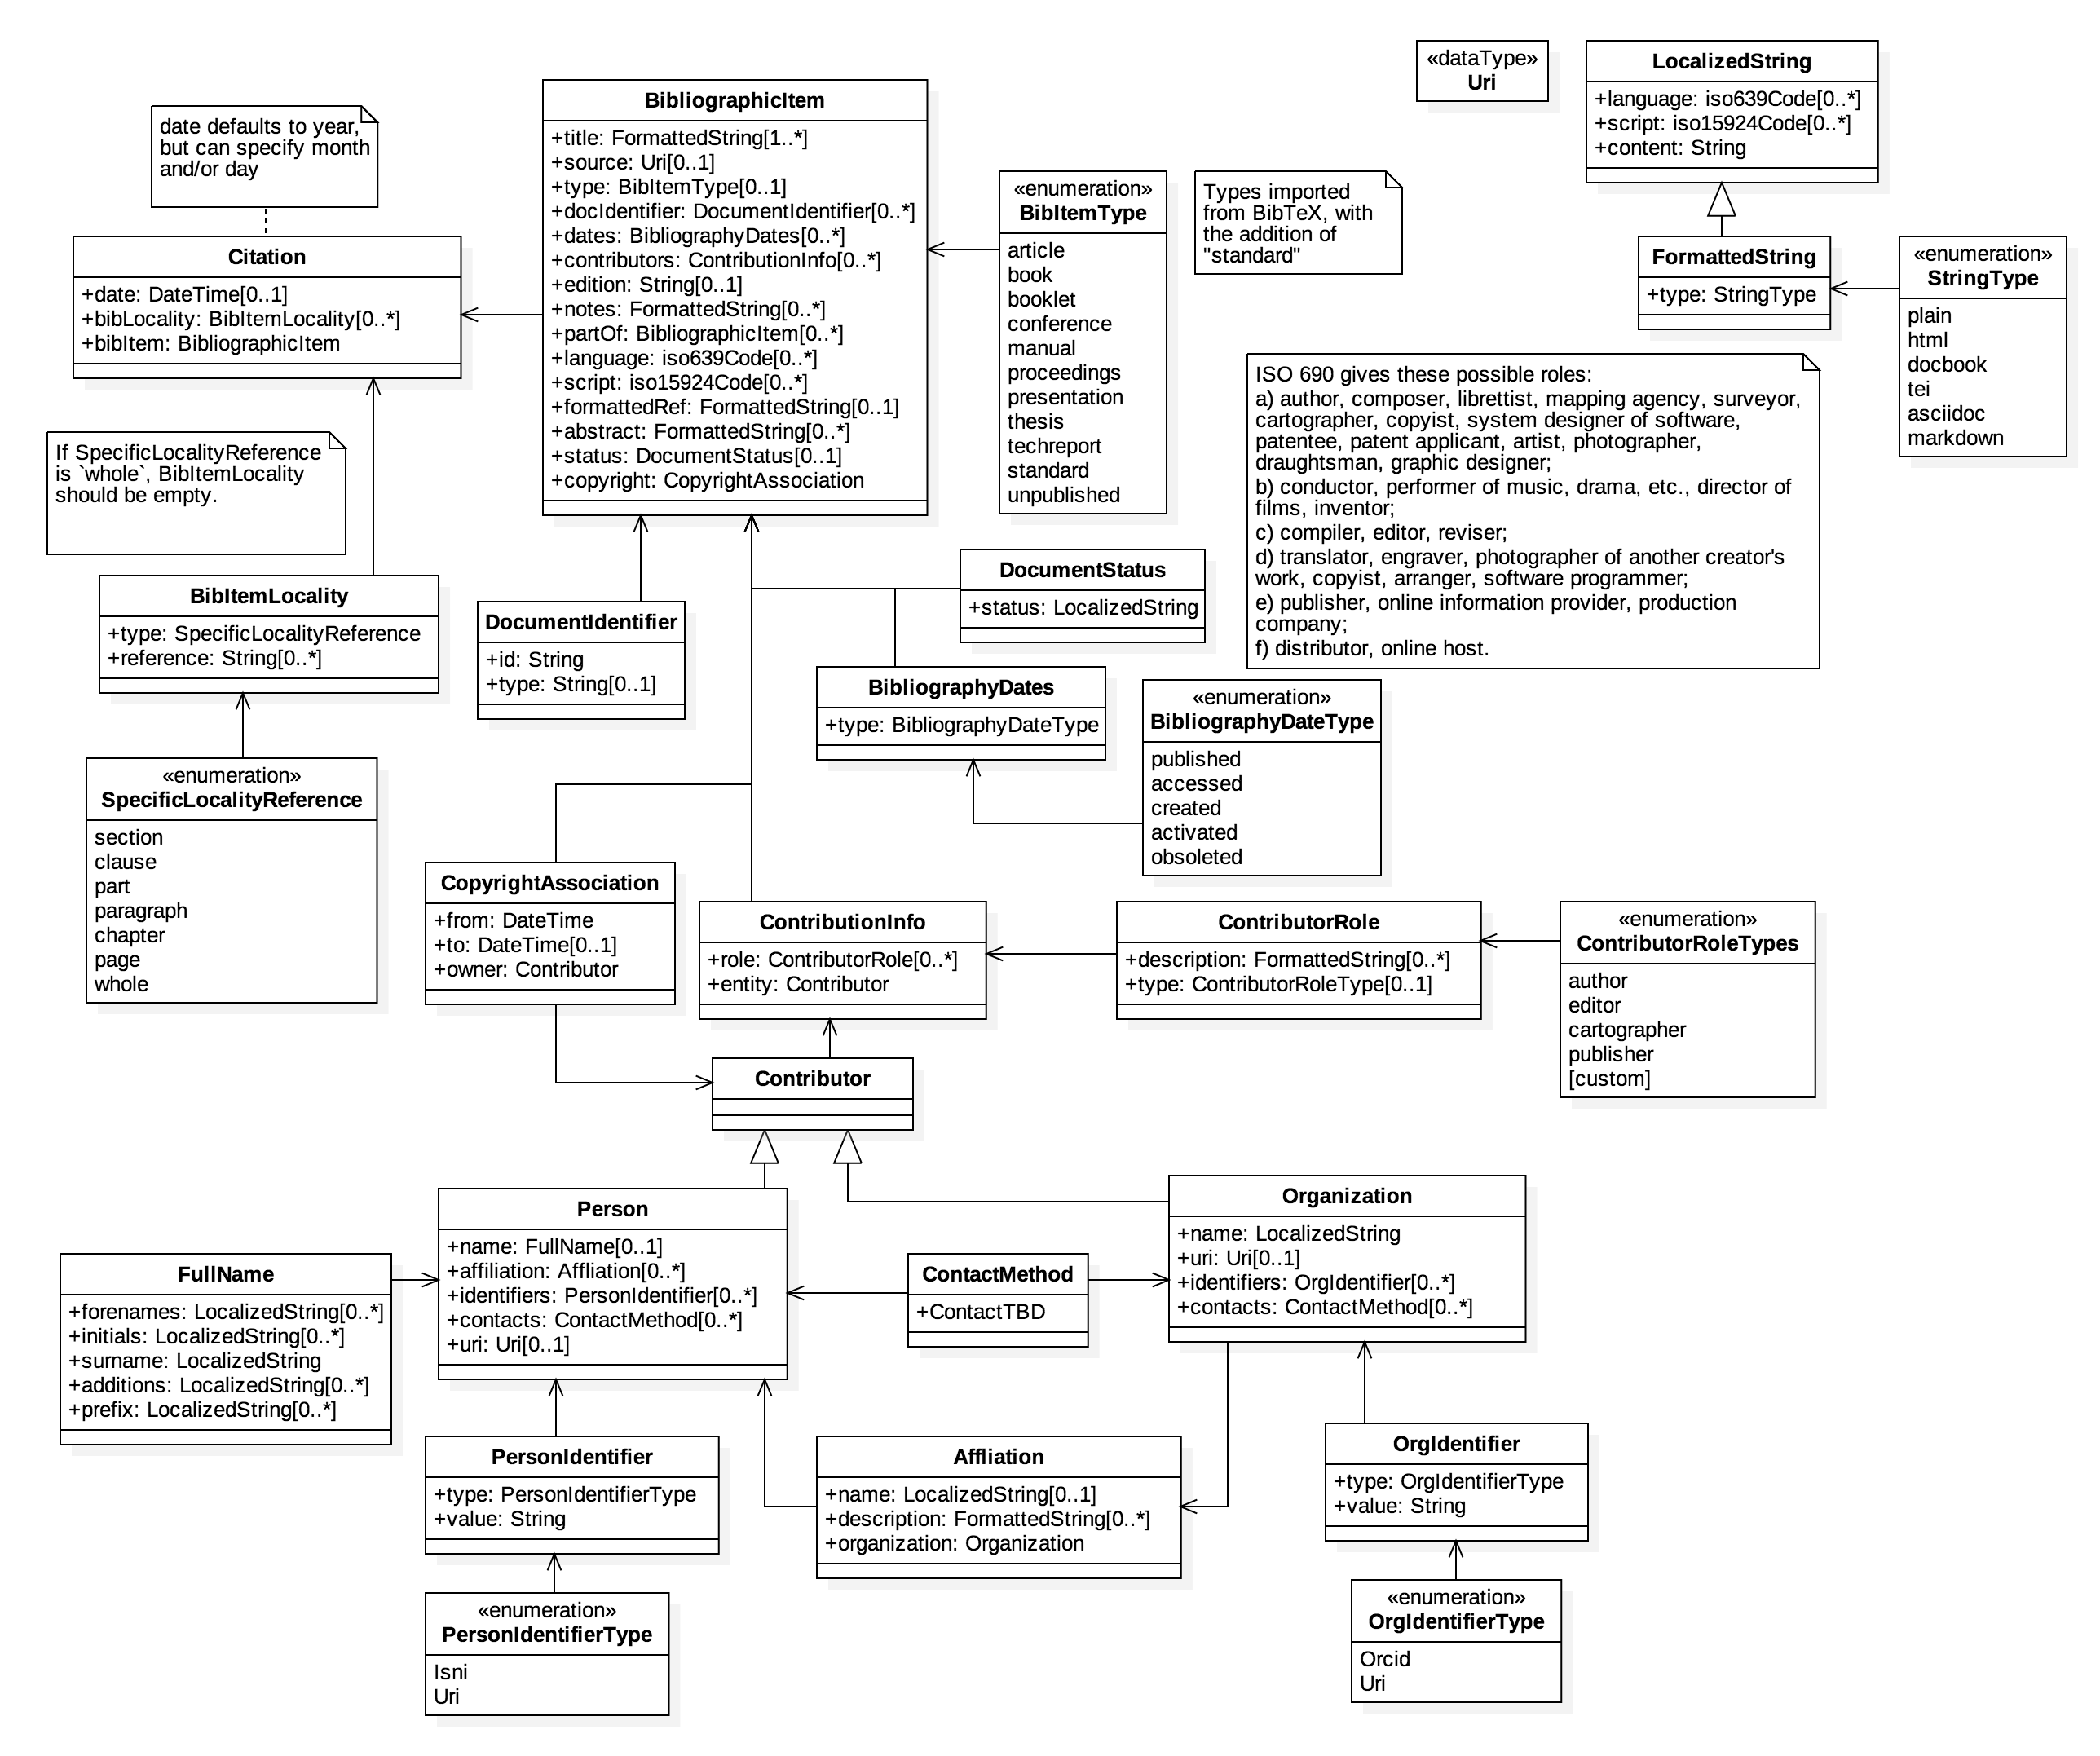 «dataType»
Uri
LocalizedString
+language: iso639Code[0..*]
+script: iso15924Code[0..*]
+content: String
BibliographicItem
+title: FormattedString[1..*]
+source: Uri[0..1]
+type: BibItemType[0..1]
+docIdentifier: DocumentIdentifier[0..*]
+dates: BibliographyDates[0..*]
+contributors: ContributionInfo[0..*]
+edition: String[0..1]
+notes: FormattedString[0..*]
+partOf: BibliographicItem[0..*]
+language: iso639Code[0..*]
+script: iso15924Code[0..*]
+formattedRef: FormattedString[0..1]
+abstract: FormattedString[0..*]
+status: DocumentStatus[0..1]
+copyright: CopyrightAssociation
date defaults to year,
but can specify month
and/or day
«enumeration»
BibItemType
article
book
booklet
conference
manual
proceedings
presentation
thesis
techreport
standard
unpublished
Types imported
from BibTeX, with
the addition of
"standard"
Citation
+date: DateTime[0..1]
+bibLocality: BibItemLocality[0..*]
+bibItem: BibliographicItem
FormattedString
+type: StringType
«enumeration»
StringType
plain
html
docbook
tei
asciidoc
markdown
ISO 690 gives these possible roles:
a) author, composer, librettist, mapping agency, surveyor,
cartographer, copyist, system designer of software,
patentee, patent applicant, artist, photographer,
draughtsman, graphic designer;
b) conductor, performer of music, drama, etc., director of
films, inventor;
c) compiler, editor, reviser;
d) translator, engraver, photographer of another creator's
work, copyist, arranger, software programmer;
e) publisher, online information provider, production
company;
f) distributor, online host.
If SpecificLocalityReference
is `whole`, BibItemLocality
should be empty.
DocumentStatus
+status: LocalizedString
BibItemLocality
+type: SpecificLocalityReference
+reference: String[0..*]
DocumentIdentifier
+id: String
+type: String[0..1]
BibliographyDates
+type: BibliographyDateType
«enumeration»
BibliographyDateType
published
accessed
created
activated
obsoleted
«enumeration»
SpecificLocalityReference
section
clause
part
paragraph
chapter
page
whole
CopyrightAssociation
+from: DateTime
+to: DateTime[0..1]
+owner: Contributor
ContributionInfo
+role: ContributorRole[0..*]
+entity: Contributor
ContributorRole
+description: FormattedString[0..*]
+type: ContributorRoleType[0..1]
«enumeration»
ContributorRoleTypes
author
editor
cartographer
publisher
[custom]
Contributor
Person
+name: FullName[0..1]
+affiliation: Affliation[0..*]
+identifiers: PersonIdentifier[0..*]
+contacts: ContactMethod[0..*]
+uri: Uri[0..1]
Organization
+name: LocalizedString
+uri: Uri[0..1]
+identifiers: OrgIdentifier[0..*]
+contacts: ContactMethod[0..*]
FullName
+forenames: LocalizedString[0..*]
+initials: LocalizedString[0..*]
+surname: LocalizedString
+additions: LocalizedString[0..*]
+prefix: LocalizedString[0..*]
ContactMethod
+ContactTBD
PersonIdentifier
+type: PersonIdentifierType
+value: String
Affliation
+name: LocalizedString[0..1]
+description: FormattedString[0..*]
+organization: Organization
OrgIdentifier
+type: OrgIdentifierType
+value: String
«enumeration»
PersonIdentifierType
Isni
Uri
«enumeration»
OrgIdentifierType
Orcid
Uri